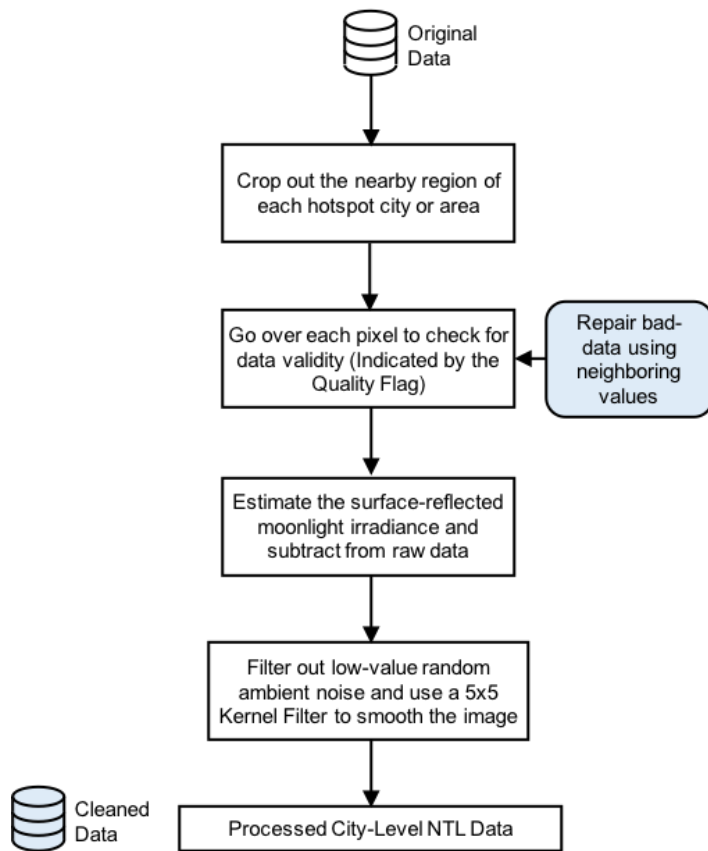 Original
Data
Crop out the nearby region of
each hotspot city or area
Go over each pixel to check for
data validity (Indicated by the
Quality Flag)
Repair bad-
data using
neighboring
values
Estimate the surface-reflected
moonlight irradiance and
subtract from raw data
Filter out low-value random
ambient noise and use a 5x5
Kernel Filter to smooth the image
Cleaned
Data
Processed City-Level NTL Data